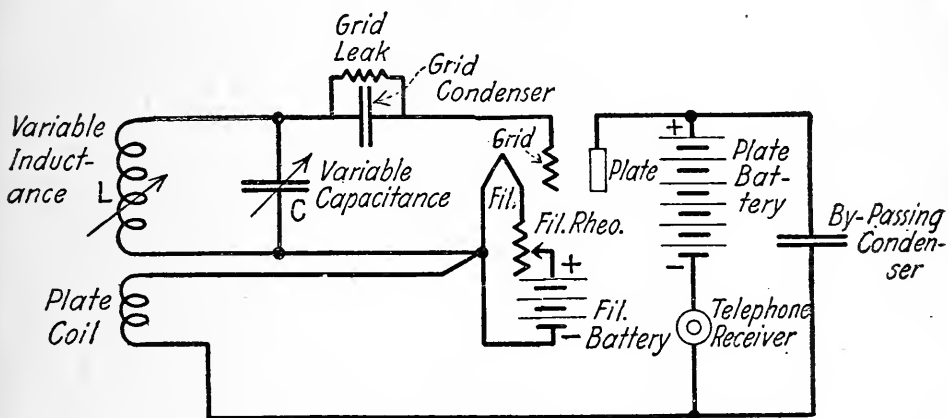 Grid
Leak
Grid
Condenser
Variable
Induct-
ance
L
Variable
Capacitance
C
Grid
Plate
Fil.
Fil. Rheo.
+
Fil.
Battery
-
+
Plate
Bat-
tery
-
By-Passing
Conden-
ser
Telephone
Receiver
Plate
Coil